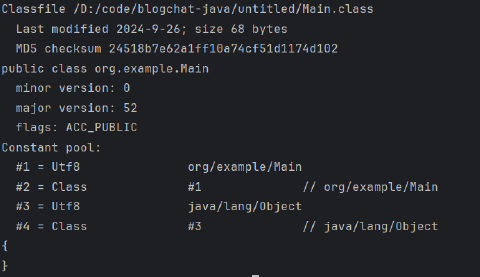 Classfile /D:/code/blogchat-java/untitled/Main.class
  Last modified 2024-9-26; size 68 bytes
  MD5 checksum 24518b7e62a1ff10a74cf51d1174d102
public class org.example.Main
  minor version: 0
  major version: 52
  flags: ACC_PUBLIC
Constant pool:
  #1 = Utf8               org/example/Main
  #2 = Class              #1             // org/example/Main
  #3 = Utf8               java/lang/Object
  #4 = Class              #3             // java/lang/Object
{
}